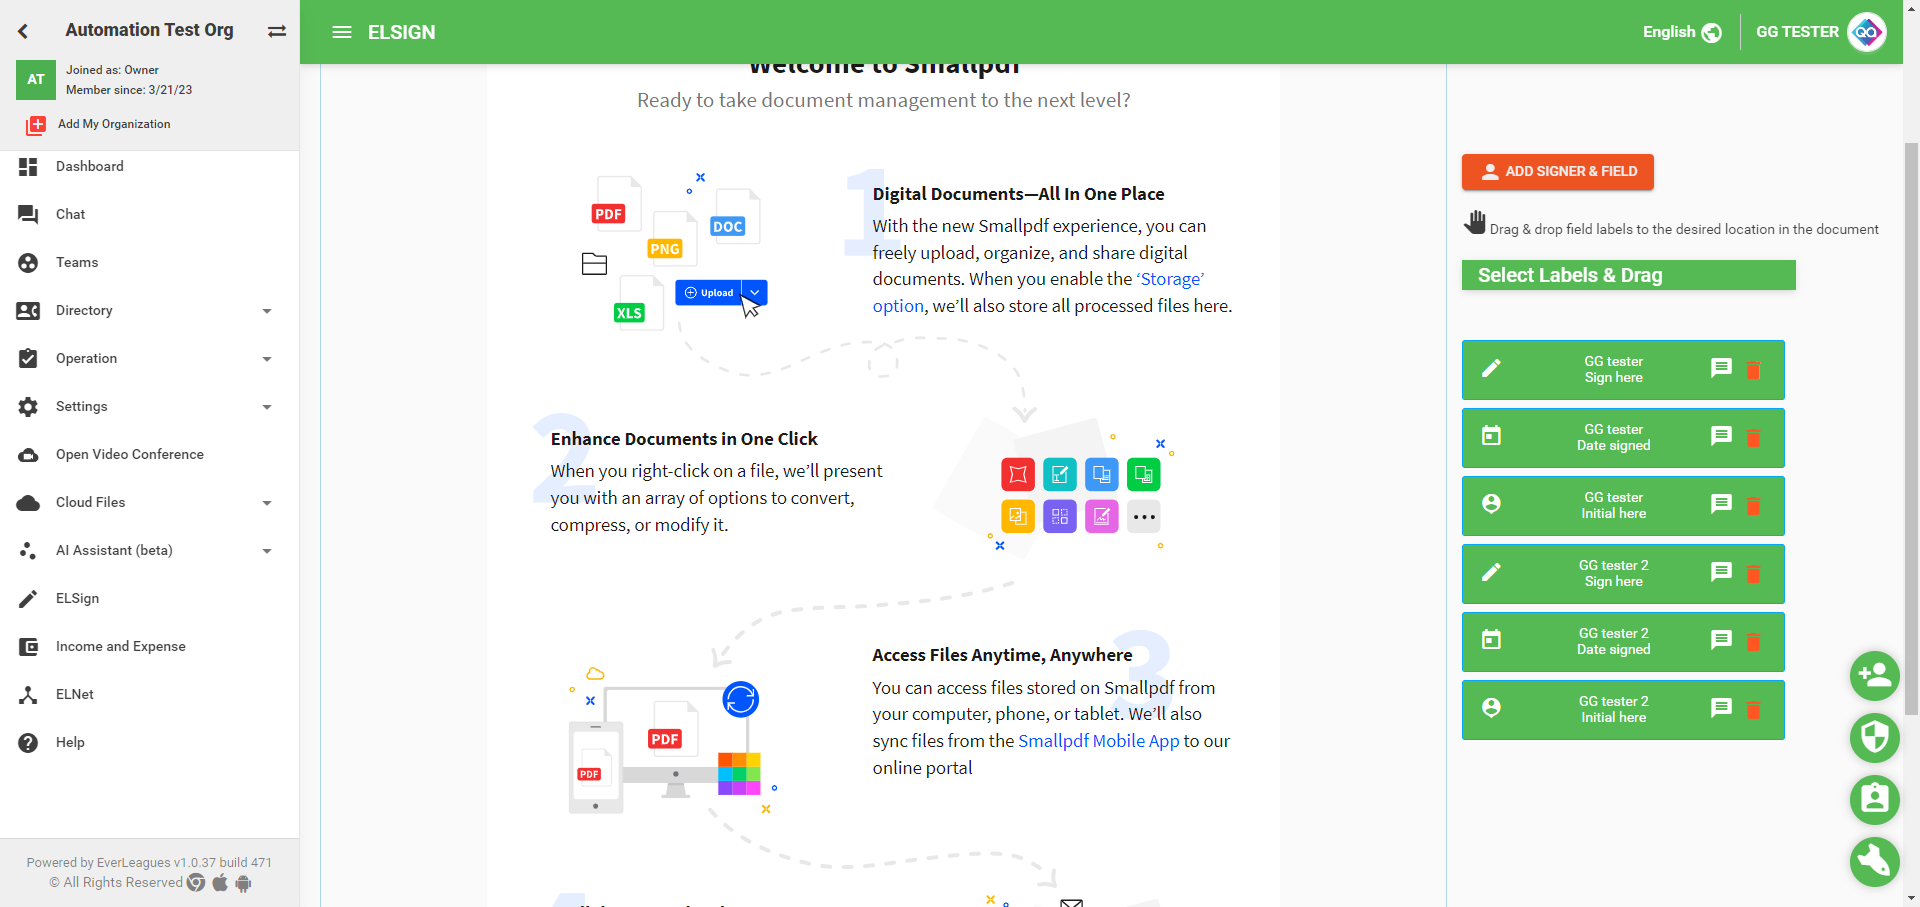 Automation Test Org
AT
Joined as: Owner
Member since: 3/21/23
Add My Organization
Dashboard
Chat
Teams
Directory
Operation
Settings
Open Video Conference
Cloud Files
AI Assistant (beta)
ELSign
Income and Expense
ELNet
Help
Powered by EverLeagues v1.0.37 build 471
© All Rights Reserved
ELSIGN
English
GG TESTER
Welcome to Smallpdf
Ready to take document management to the next level?
PDF
PNG
DOC
XLS
Upload
1
Digital Documents—All In One Place
With the new Smallpdf experience, you can
freely upload, organize, and share digital
documents. When you enable the ‘Storage’
option, we’ll also store all processed files here.
2
Enhance Documents in One Click
When you right-click on a file, we’ll present
you with an array of options to convert,
compress, or modify it.
3
Access Files Anytime, Anywhere
You can access files stored on Smallpdf from
your computer, phone, or tablet. We’ll also
sync files from the Smallpdf Mobile App to our
online portal
PDF
PDF
ADD SIGNER & FIELD
Drag & drop field labels to the desired location in the document
Select Labels & Drag
GG tester
Sign here
GG tester
Date signed
GG tester
Initial here
GG tester 2
Sign here
GG tester 2
Date signed
GG tester 2
Initial here